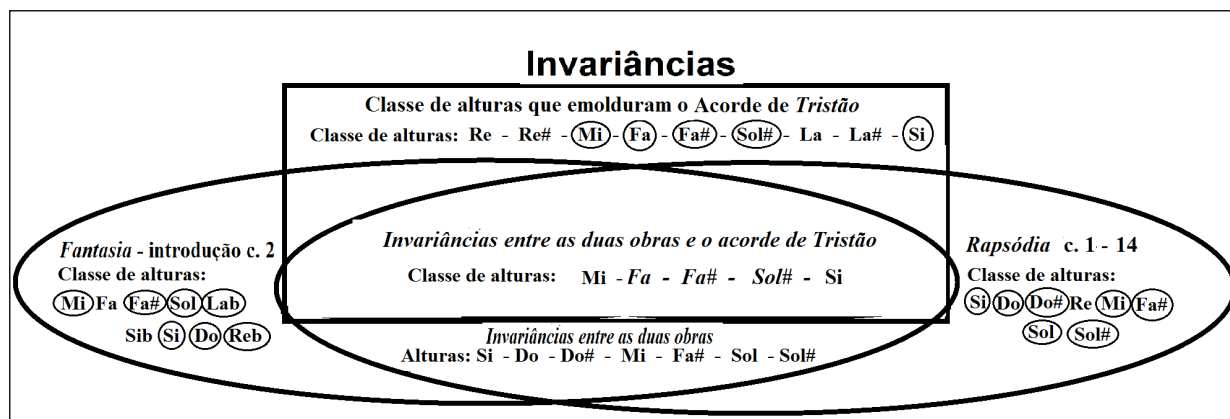 Invariâncias
Classe de alturas que emolduram o Acorde de Tristão
Classe de alturas: Re - Re# - Mi - Fa - Fa# - Sol# - La - La# - Si
Fantasia - introdução c. 2
Classe de alturas:
Mi Fa Fa# Sol Lab
Sib Si Do Reb
Invariâncias entre as duas obras e o acorde de Tristão
Classe de alturas: Mi - Fa - Fa# - Sol# - Si
Invariâncias entre as duas obras
Alturas: Si - Do - Do# - Mi - Fa# - Sol - Sol#
Rapsódia c. 1 - 14
Classe de alturas:
Si Do Do# Re Mi Fa#
Sol Sol#